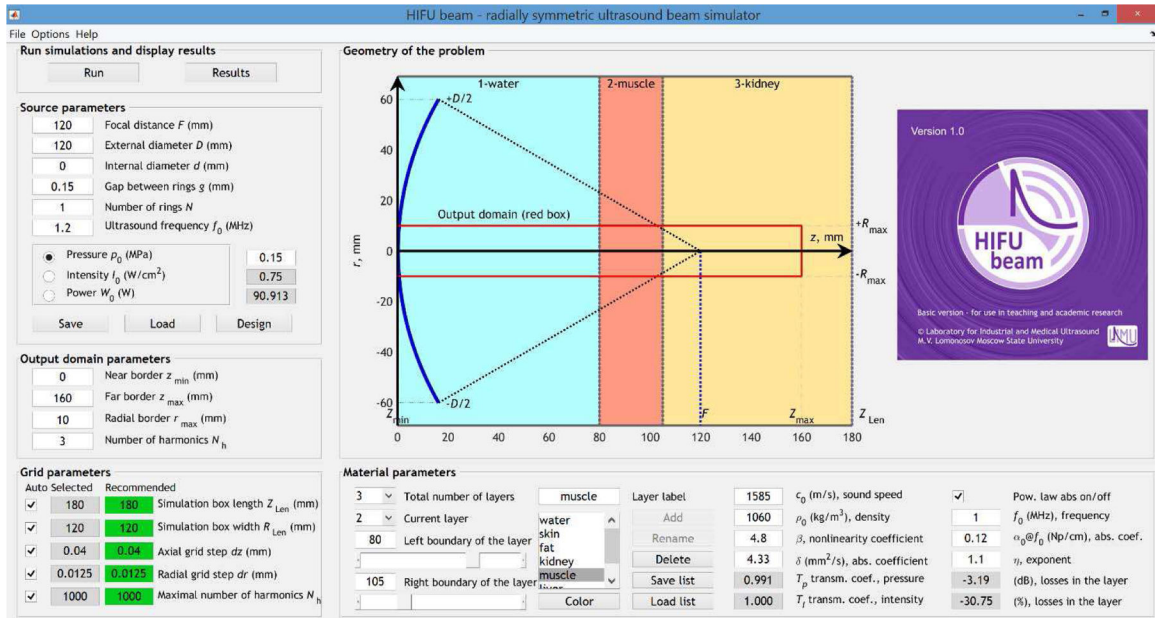 HIFU beam - radially symmetric ultrasound beam simulator
File Options Help
Run simulations and display results
Run Results
Source parameters
120 Focal distance F (mm)
120 External diameter D (mm)
0 Internal diameter d (mm)
0.15 Gap between rings g (mm)
1 Number of rings N
1.2 Ultrasound frequency f0 (MHz)
Pressure p0 (MPa) 0.15
Intensity I0 (W/cm2) 0.75
Power W0 (W) 90.913
Save Load Design
Output domain parameters
0 Near border z min (mm)
160 Far border z max (mm)
10 Radial border r max (mm)
3 Number of harmonics N h
Grid parameters
Auto Selected Recommended
180 180 Simulation box length Z Len (mm)
120 120 Simulation box width R Len (mm)
0.04 0.04 Axial grid step dz (mm)
0.0125 0.0125 Radial grid step dr (mm)
1000 1000 Maximal number of harmonics N h
Geometry of the problem
1-water 2-muscle 3-kidney
+D/2
60
40
20
0
-20
-40
-60
r, mm
Output domain (red box)
z, mm
+R max
-R max
-D/2
Z min F Z max Z Len
0 20 40 60 80 100 120 140 160 180
Version 1.0
HIFU
beam
Basic version - for use in teaching and academic research
© Laboratory for Industrial and Medical Ultrasound
M.V. Lomonosov Moscow State University
LIMU
Material parameters
3 Total number of layers
2 Current layer
80 Left boundary of the layer
105 Right boundary of the layer
muscle Layer label
water
skin
fat
kidney
muscle
liver
Color
Add
Rename
Delete
Save list
Load list
1585 c0 (m/s), sound speed
1060 ρ0 (kg/m3), density
4.8 β, nonlinearity coefficient
4.33 δ (mm2/s), abs. coefficient
0.991 Tp transm. coef., pressure
1.000 TI transm. coef., intensity
Pow. law abs on/off
1 f0 (MHz), frequency
0.12 α0@f0 (Np/cm), abs. coef.
1.1 η, exponent
-3.19 (dB), losses in the layer
-30.75 (%), losses in the layer